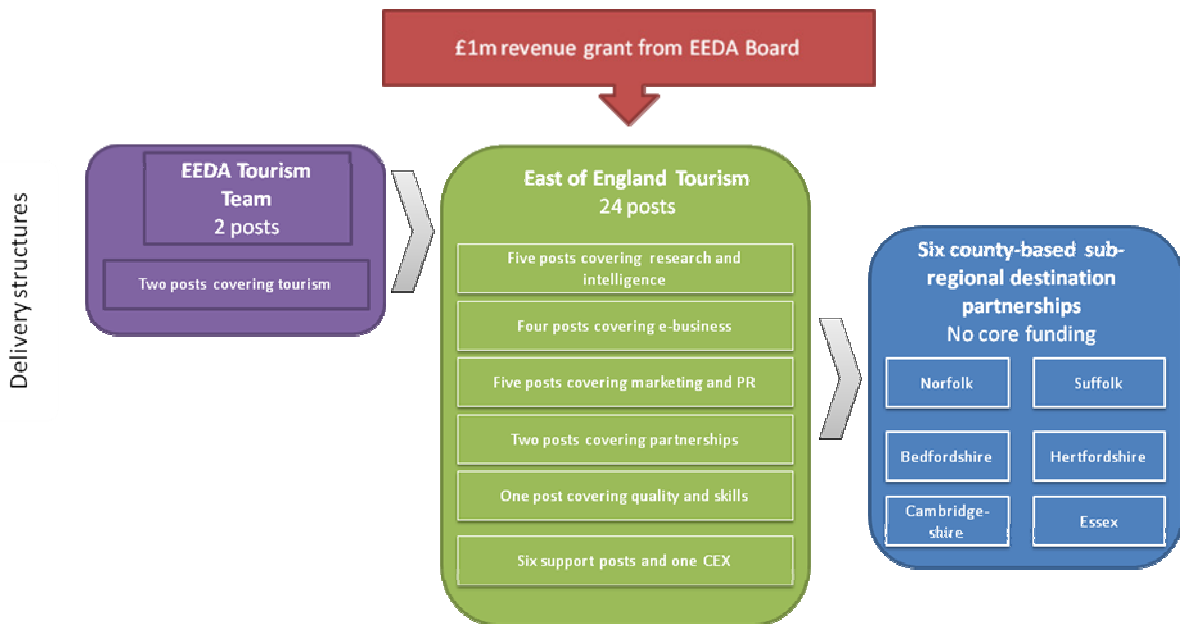 £1m revenue grant from EEDA Board
Delivery structures
EEDA Tourism
Team
2 posts
Two posts covering tourism
East of England Tourism
24 posts
Five posts covering research and
intelligence
Four posts covering e-business
Five posts covering marketing and PR
Two posts covering partnerships
One post covering quality and skills
Six support posts and one CEX
Six county-based sub-
regional destination
partnerships
No core funding
Norfolk
Suffolk
Bedfordshire
Hertfordshire
Cambridge-
shire
Essex